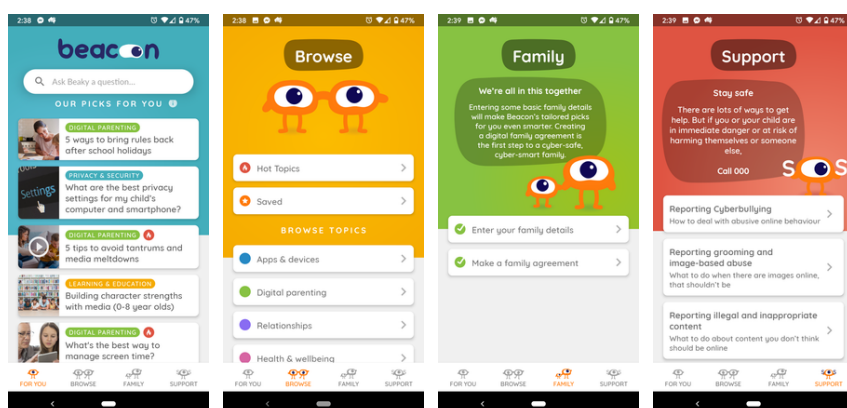 2:38
47%
beacon
Ask Beaky a question...
OUR PICKS FOR YOU
DIGITAL PARENTING
5 ways to bring rules back
after school holidays
PRIVACY & SECURITY
Settings
What are the best privacy
settings for my child's
computer and smartphone?
DIGITAL PARENTING
5 tips to avoid tantrums and
media meltdowns
LEARNING & EDUCATION
Building character strengths
with media (0-8 year olds)
DIGITAL PARENTING
What's the best way to
manage screen time?
FOR YOU
BROWSE
FAMILY
SUPPORT
2:38
47%
Browse
Hot Topics
Saved
BROWSE TOPICS
Apps & devices
Digital parenting
Relationships
Health & wellbeing
FOR YOU
BROWSE
FAMILY
SUPPORT
2:39
47%
Family
We're all in this together
Entering some basic family details
will make Beacon's tailored picks
for you even smarter. Creating
a digital family agreement is
the first step to a cyber-safe,
cyber-smart family.
Enter your family details
Make a family agreement
FOR YOU
BROWSE
FAMILY
SUPPORT
2:39
47%
Support
Stay safe
There are lots of ways to get
help. But if you or your child are
in immediate danger or at risk of
harming themselves or someone
else,
Call 000
SOS
Reporting Cyberbullying
How to deal with abusive online behaviour
Reporting grooming and
image-based abuse
What to do when there are images online,
that shouldn't be
Reporting illegal and inappropriate
content
What to do about content you don't think
should be online
FOR YOU
BROWSE
FAMILY
SUPPORT